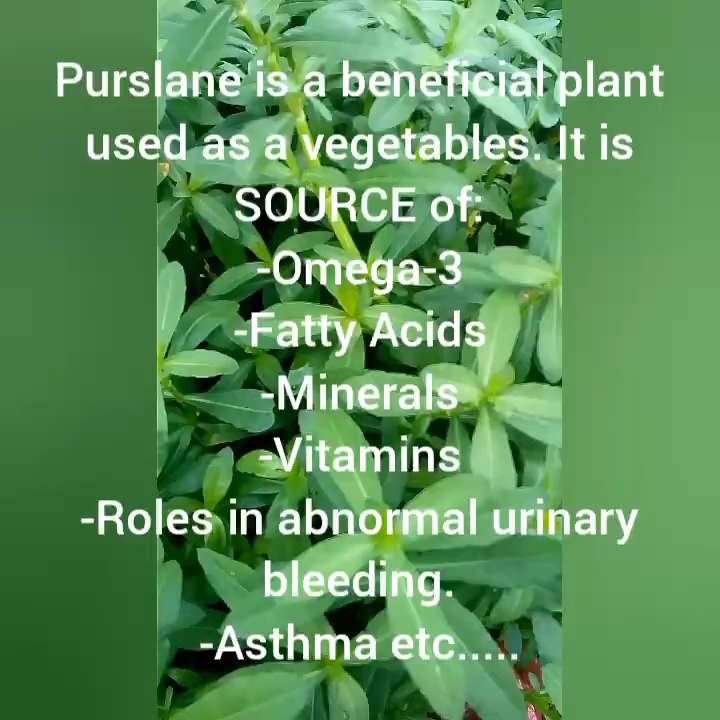 Purslane is a beneficial plant
used as a vegetables. It is
SOURCE of:
-Omega-3
-Fatty Acids
-Minerals
-Vitamins
-Roles in abnormal urinary
bleeding.
-Asthma etc.....